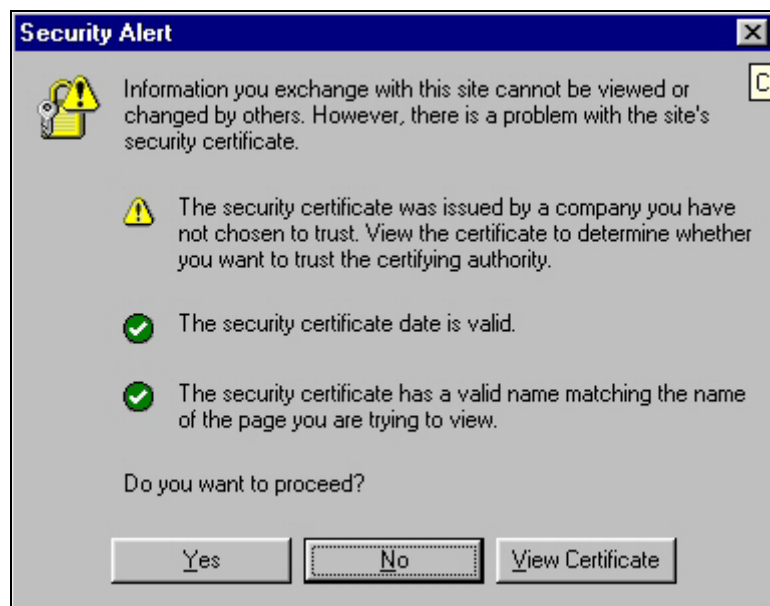 Security Alert
Information you exchange with this site cannot be viewed or
changed by others. However, there is a problem with the site's
security certificate.
C
The security certificate was issued by a company you have
not chosen to trust. View the certificate to determine whether
you want to trust the certifying authority.
The security certificate date is valid.
The security certificate has a valid name matching the name
of the page you are trying to view.
Do you want to proceed?
Yes
No
View Certificate